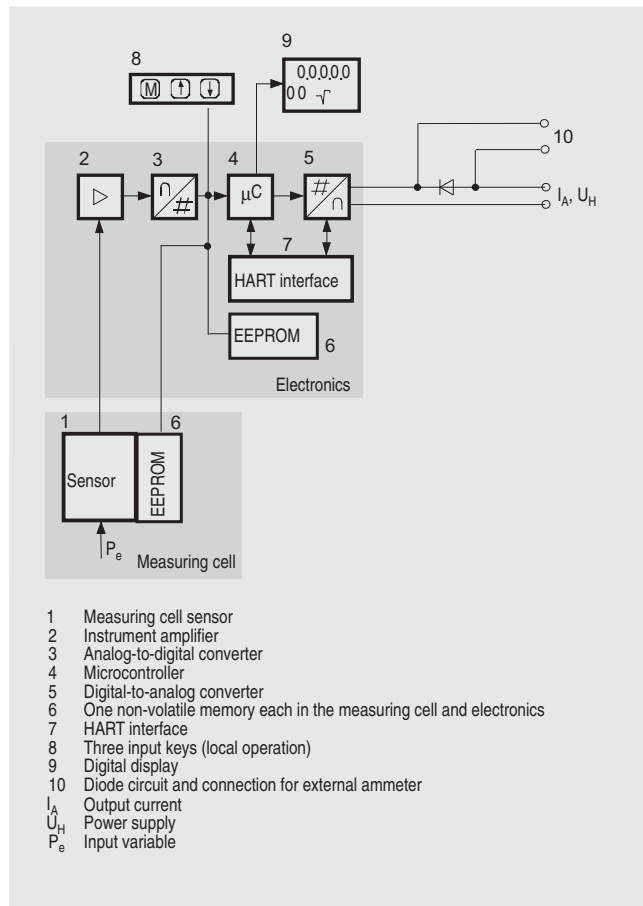 9
8
0,0,0,0,0
0 0 √
M ↑ ↓
10
2 3 4 5
∩ # µC # ∩
I_A, U_H
7
HART interface
EEPROM 6
Electronics
1 6
Sensor EEPROM
P_e
Measuring cell
1 Measuring cell sensor
2 Instrument amplifier
3 Analog-to-digital converter
4 Microcontroller
5 Digital-to-analog converter
6 One non-volatile memory each in the measuring cell and electronics
7 HART interface
8 Three input keys (local operation)
9 Digital display
10 Diode circuit and connection for external ammeter
I_A Output current
U_H Power supply
P_e Input variable